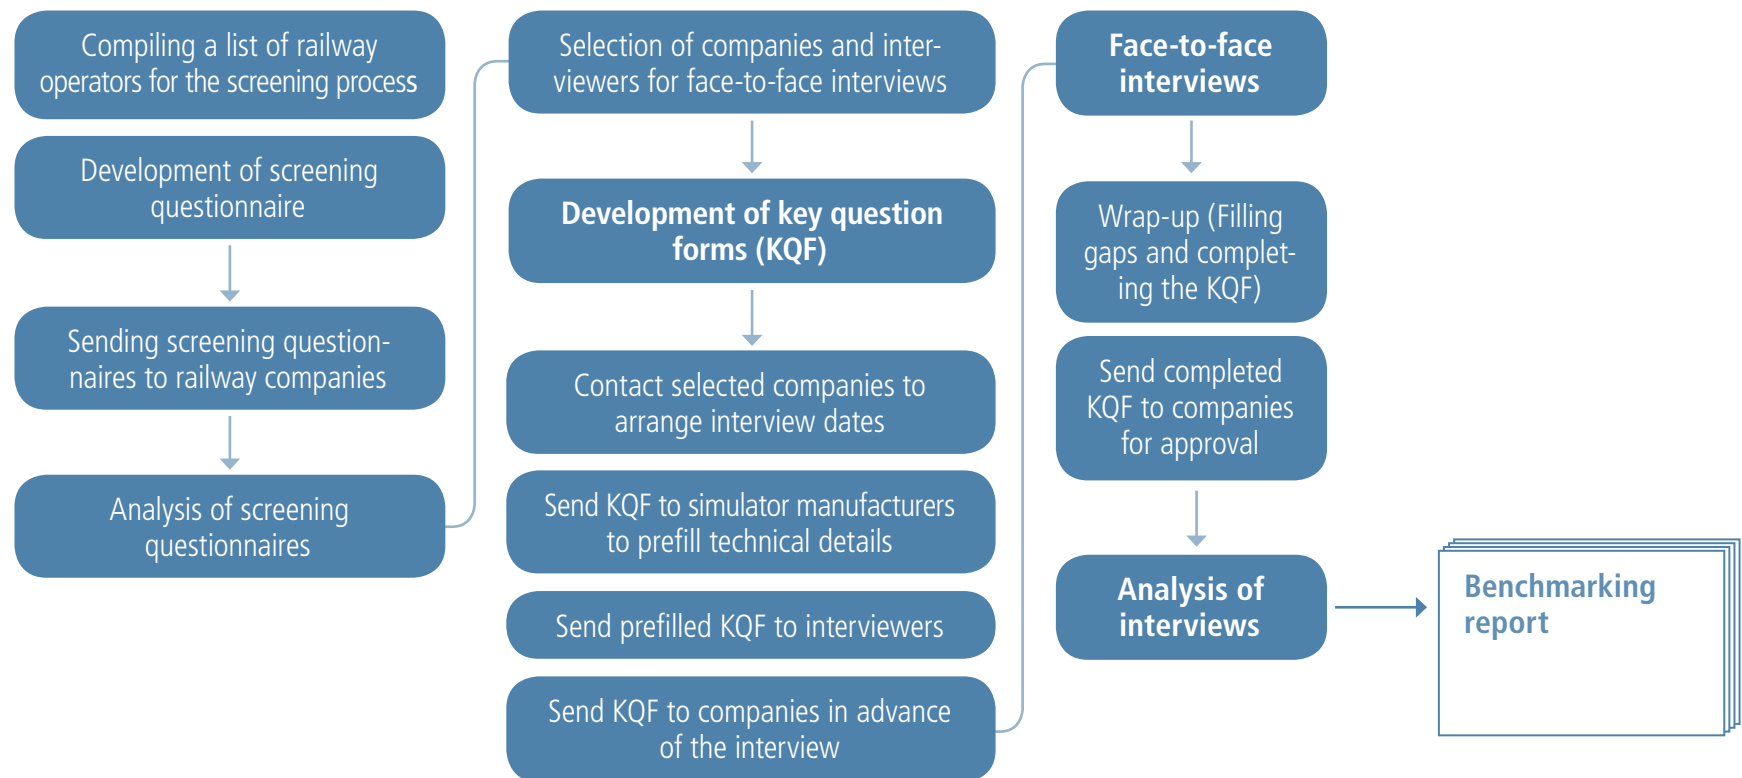 Compiling a list of railway
operators for the screening process
Development of screening
questionnaire
Sending screening question-
naires to railway companies
Analysis of screening
questionnaires
Selection of companies and inter-
viewers for face-to-face interviews
Development of key question
forms (KQF)
Contact selected companies to
arrange interview dates
Send KQF to simulator manufacturers
to prefill technical details
Send prefilled KQF to interviewers
Send KQF to companies in advance
of the interview
Face-to-face
interviews
Wrap-up (Filling
gaps and complet-
ing the KQF)
Send completed
KQF to companies
for approval
Analysis of
interviews
Benchmarking
report